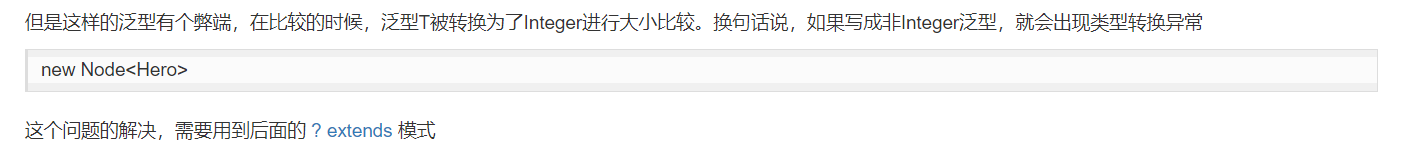 但是这样的泛型有个弊端，在比较的时候，泛型T被转换为了Integer进行大小比较。换句话说，如果写成非Integer泛型，就会出现类型转换异常
new Node<Hero>
这个问题的解决，需要用到后面的 ? extends 模式